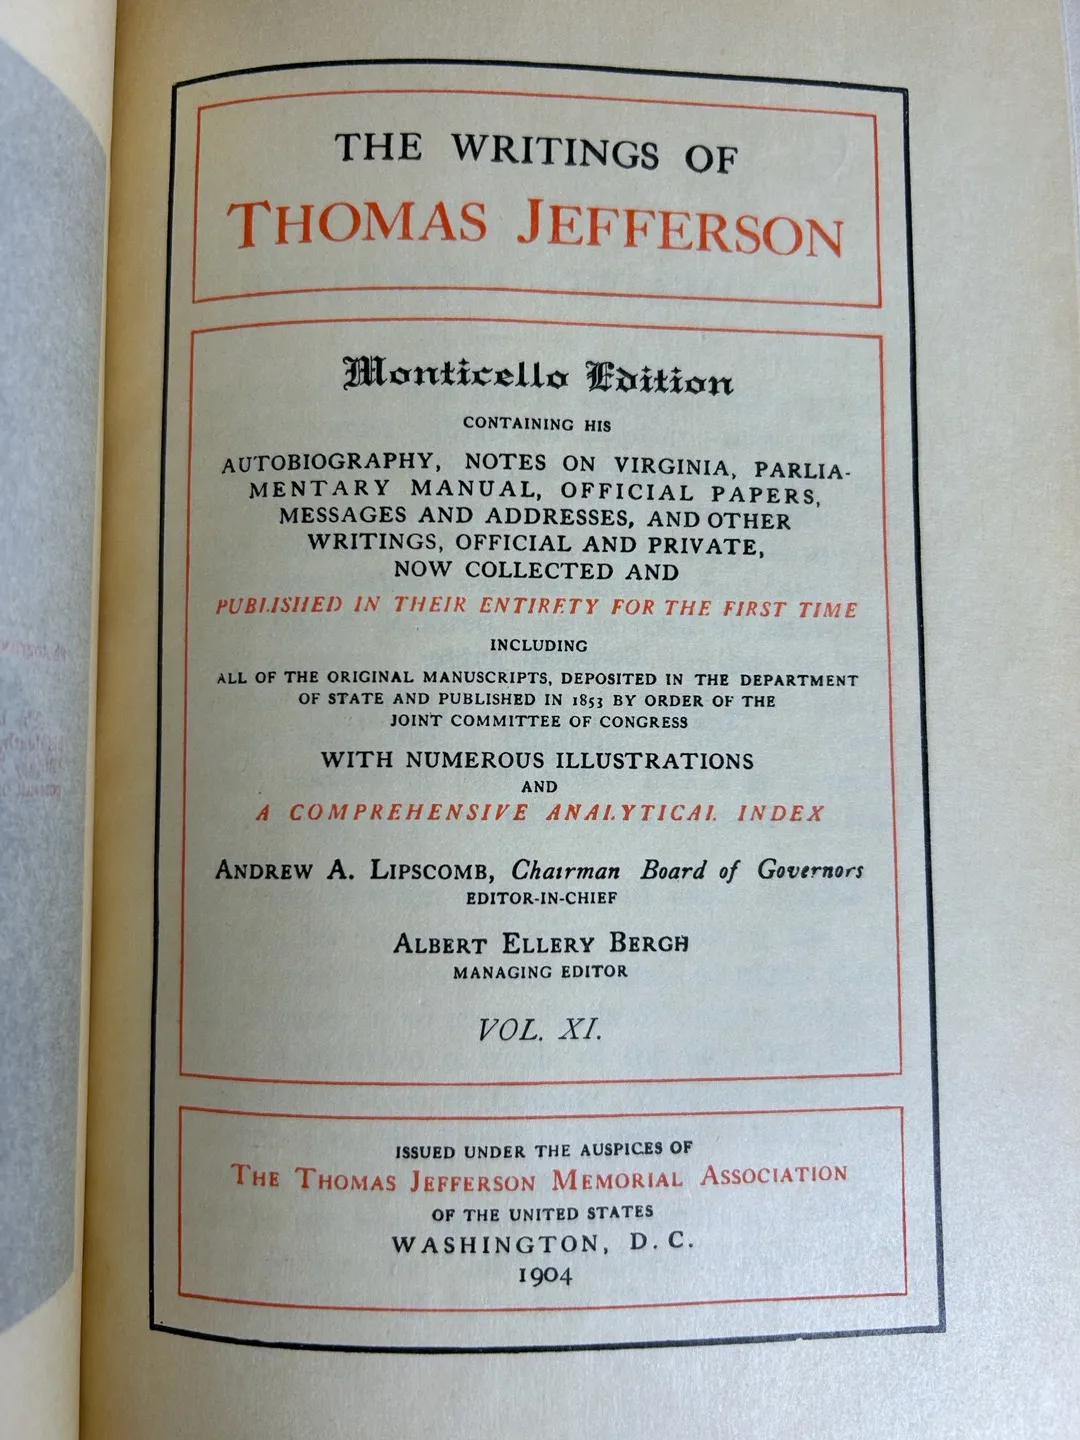 THE WRITINGS OF
THOMAS JEFFERSON
Monticello Edition
CONTAINING HIS
AUTOBIOGRAPHY, NOTES ON VIRGINIA, PARLIA-
MENTARY MANUAL, OFFICIAL PAPERS,
MESSAGES AND ADDRESSES, AND OTHER
WRITINGS, OFFICIAL AND PRIVATE,
NOW COLLECTED AND
PUBLISHED IN THEIR ENTIRETY FOR THE FIRST TIME
INCLUDING
ALL OF THE ORIGINAL MANUSCRIPTS, DEPOSITED IN THE DEPARTMENT
OF STATE AND PUBLISHED IN 1853 BY ORDER OF THE
JOINT COMMITTEE OF CONGRESS
WITH NUMEROUS ILLUSTRATIONS
AND
A COMPREHENSIVE ANALYTICAL INDEX
ANDREW A. LIPSCOMB, Chairman Board of Governors
EDITOR-IN-CHIEF
ALBERT ELLERY BERGH
MANAGING EDITOR
VOL. XI.
ISSUED UNDER THE AUSPICES OF
THE THOMAS JEFFERSON MEMORIAL ASSOCIATION
OF THE UNITED STATES
WASHINGTON, D. C.
1904